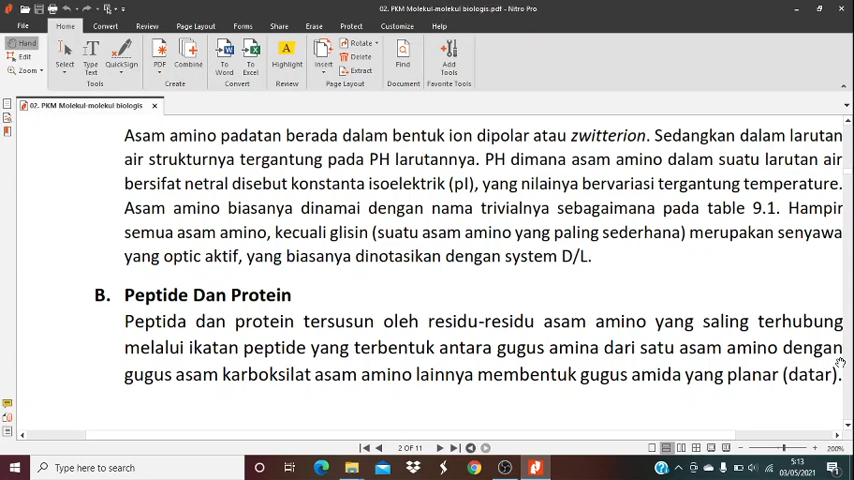 02. PKM Molekul-molekul biologis.pdf - Nitro Pro
File Home Convert Review Page Layout Forms Share Erase Protect Customize Help
Hand
Edit
Zoom
Select
Type Text
QuickSign
Tools
PDF
Combine
Create
To Word
To Excel
Convert
Highlight
Review
Insert
Rotate
Delete
Extract
Page Layout
Find
Document
Add Tools
Favorite Tools
02. PKM Molekul-molekul biologis
Asam amino padatan berada dalam bentuk ion dipolar atau zwitterion. Sedangkan dalam larutan
air strukturnya tergantung pada PH larutannya. PH dimana asam amino dalam suatu larutan air
bersifat netral disebut konstanta isoelektrik (pI), yang nilainya bervariasi tergantung temperature.
Asam amino biasanya dinamai dengan nama trivialnya sebagaimana pada table 9.1. Hampir
semua asam amino, kecuali glisin (suatu asam amino yang paling sederhana) merupakan senyawa
yang optic aktif, yang biasanya dinotasikan dengan system D/L.
B. Peptide Dan Protein
Peptida dan protein tersusun oleh residu-residu asam amino yang saling terhubung
melalui ikatan peptide yang terbentuk antara gugus amina dari satu asam amino dengan
gugus asam karboksilat asam amino lainnya membentuk gugus amida yang planar (datar).
2 OF 11
200%
Type here to search
5:13
03/05/2021